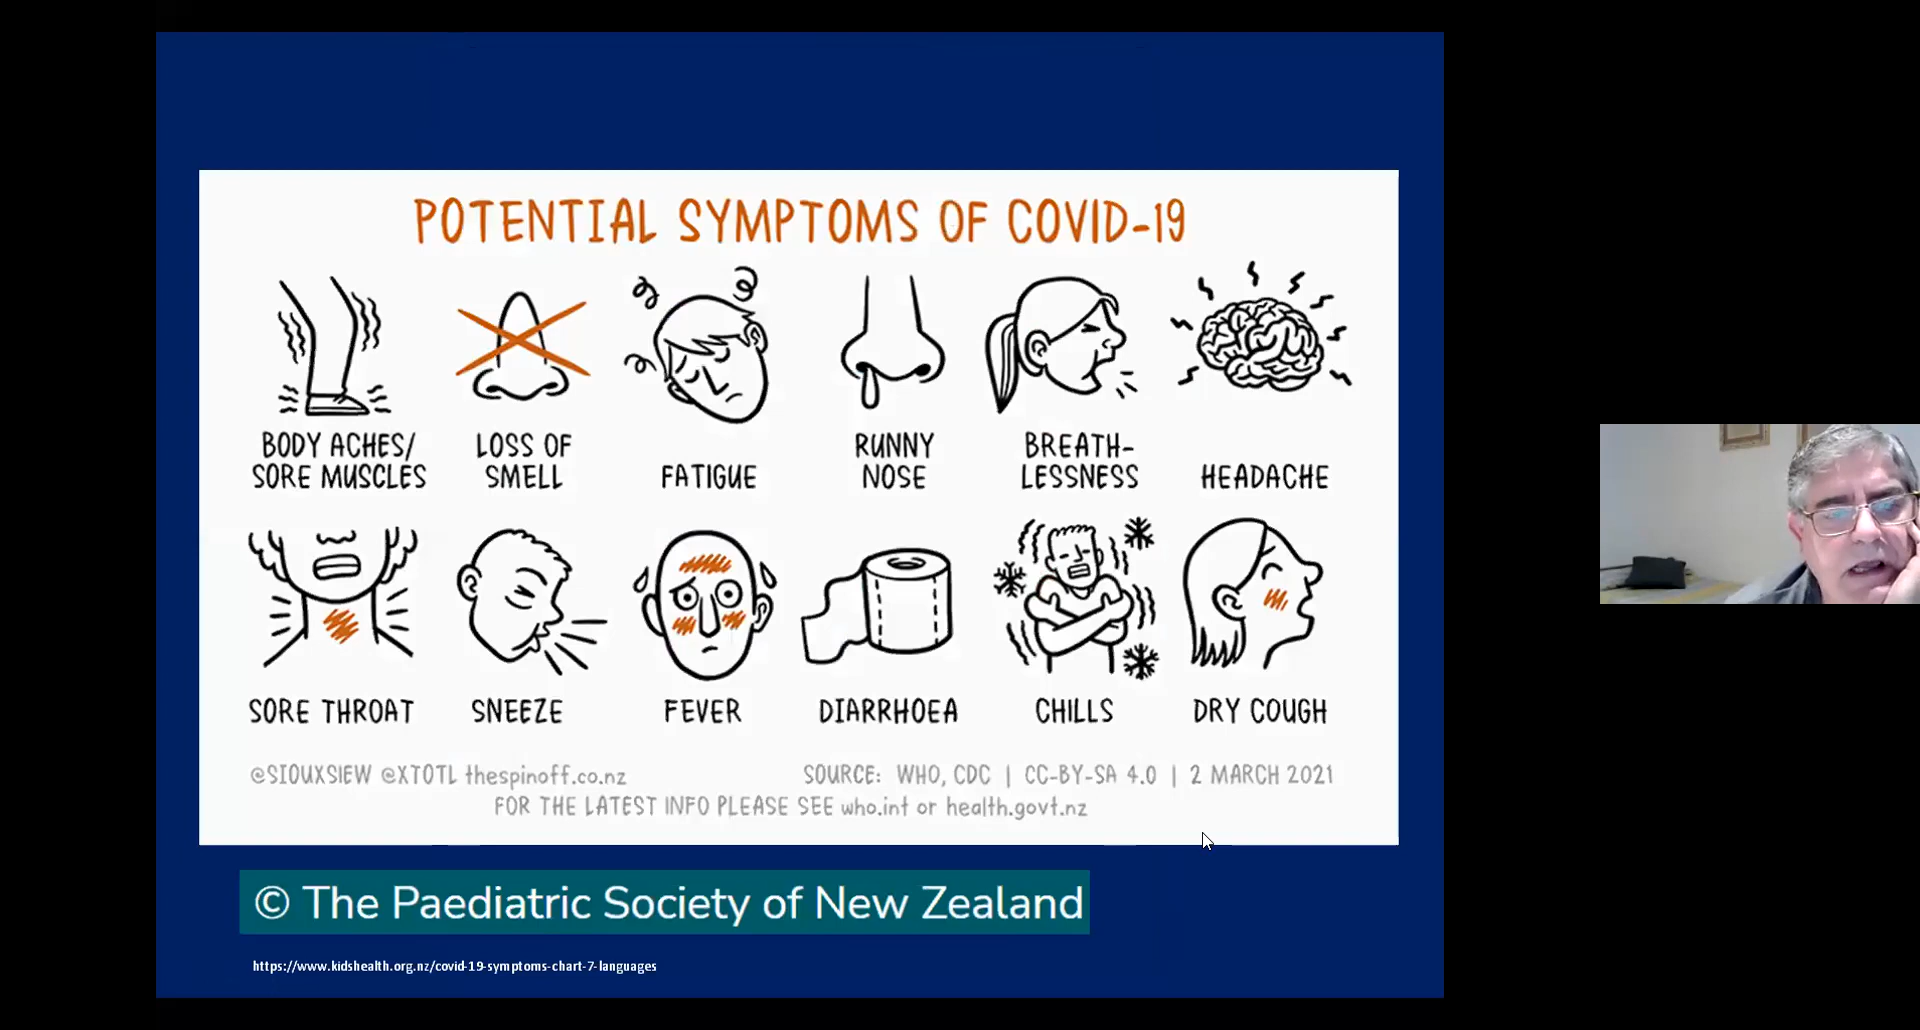 POTENTIAL SYMPTOMS OF COVID-19
BODY ACHES/
SORE MUSCLES
LOSS OF
SMELL
FATIGUE
RUNNY
NOSE
BREATH-
LESSNESS
HEADACHE
SORE THROAT
SNEEZE
FEVER
DIARRHOEA
CHILLS
DRY COUGH
@SIOUXSIEW @XTOTL thespinoff.co.nz
SOURCE: WHO, CDC | CC-BY-SA 4.0 | 2 MARCH 2021
FOR THE LATEST INFO PLEASE SEE who.int or health.govt.nz
© The Paediatric Society of New Zealand
https://www.kidshealth.org.nz/covid-19-symptoms-chart-7-languages